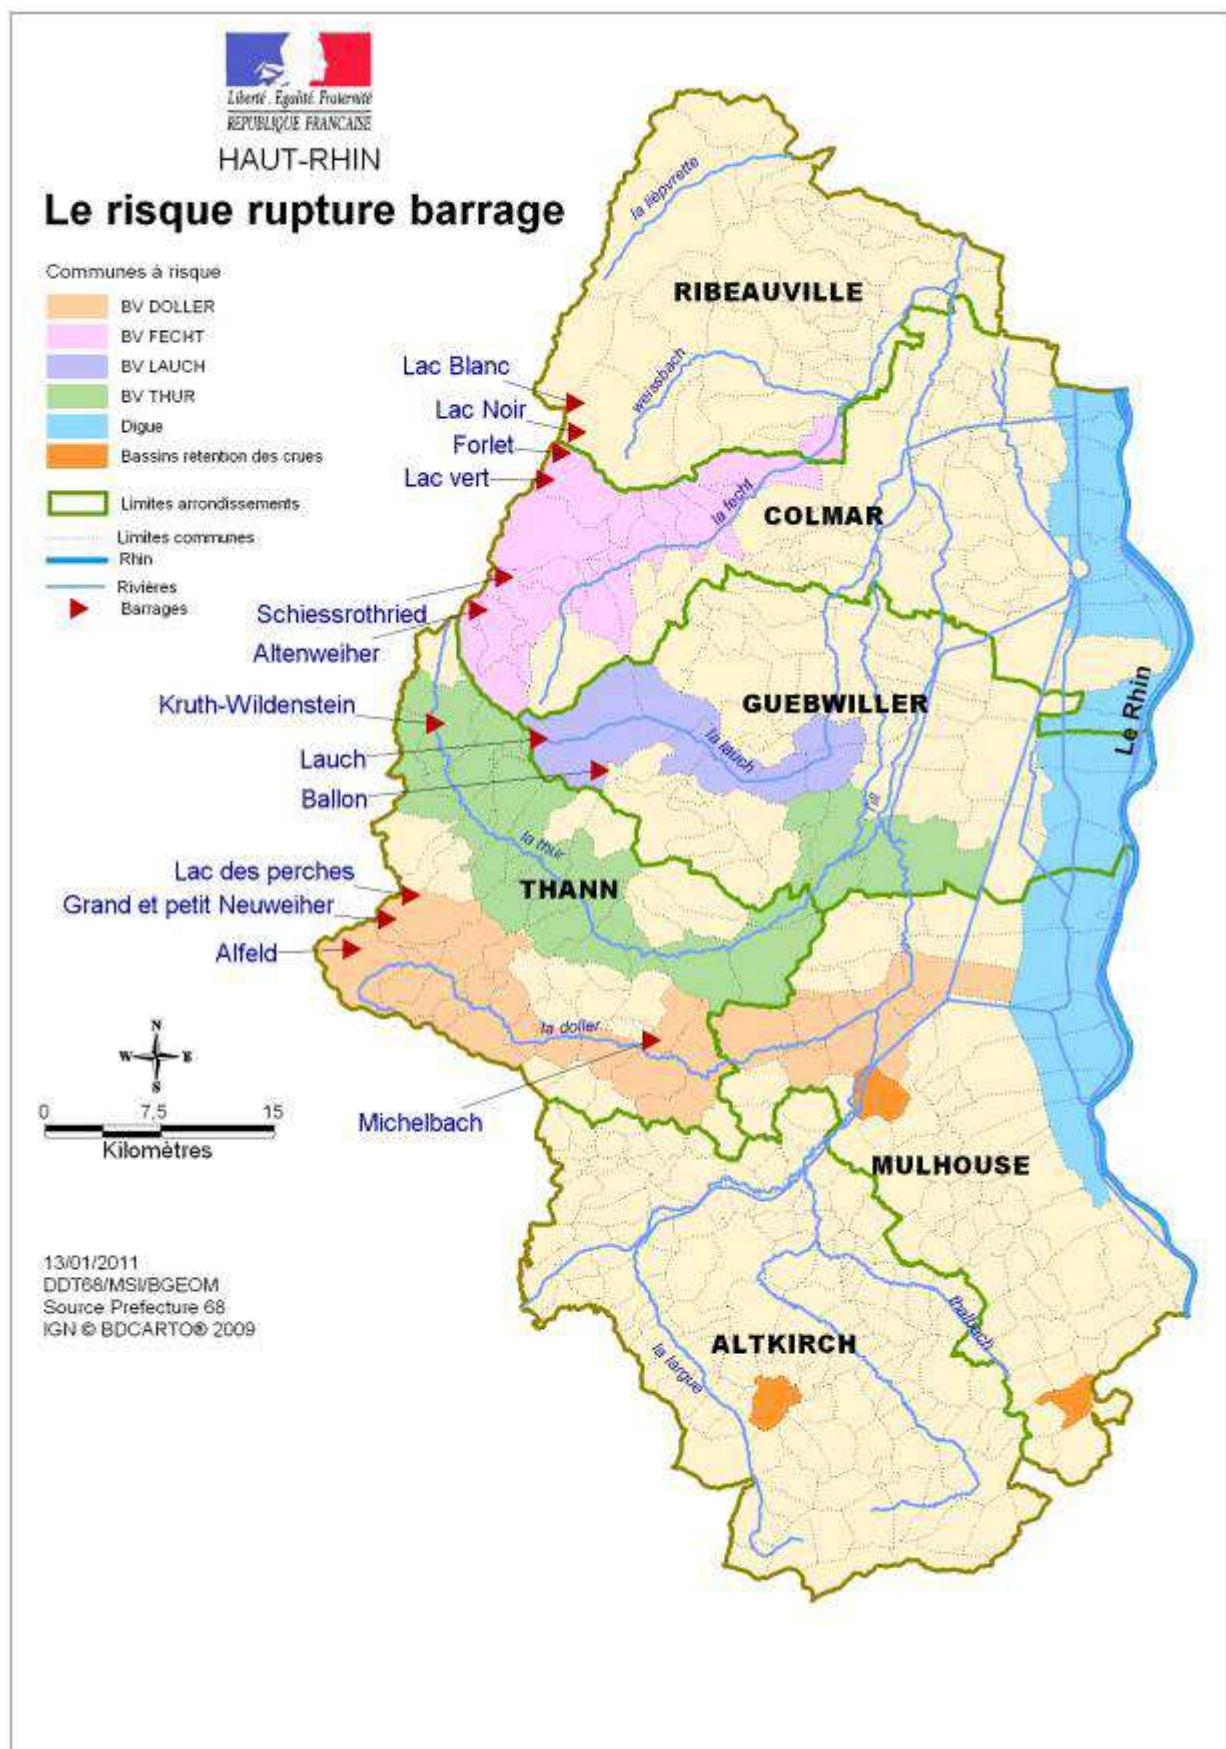 Liberté . Egalité Fraternité
REPUBLIQUE FRANCAISE
HAUT-RHIN
Le risque rupture barrage
Communes à risque
BV DOLLER
BV FECHT
BV LAUCH
BV THUR
Digue
Bassins rétention des crues
Limites arrondissements
Limites communes
Rhin
Rivières
Barrages
la lièpvrette
RIBEAUVILLE
weissbach
Lac Blanc
Lac Noir
Forlet
Lac vert
la fecht
COLMAR
Schiessrothried
Altenweiher
Kruth-Wildenstein
Lauch
Ballon
GUEBWILLER
la lauch
Le Rhin
ill
la thur
THANN
Lac des perches
Grand et petit Neuweiher
Alfeld
la doller
Michelbach
N
W E
S
0 7,5 15
Kilomètres
MULHOUSE
thalbach
ALTKIRCH
la largue
13/01/2011
DDT68/MSI/BGEOM
Source Prefecture 68
IGN © BDCARTO® 2009